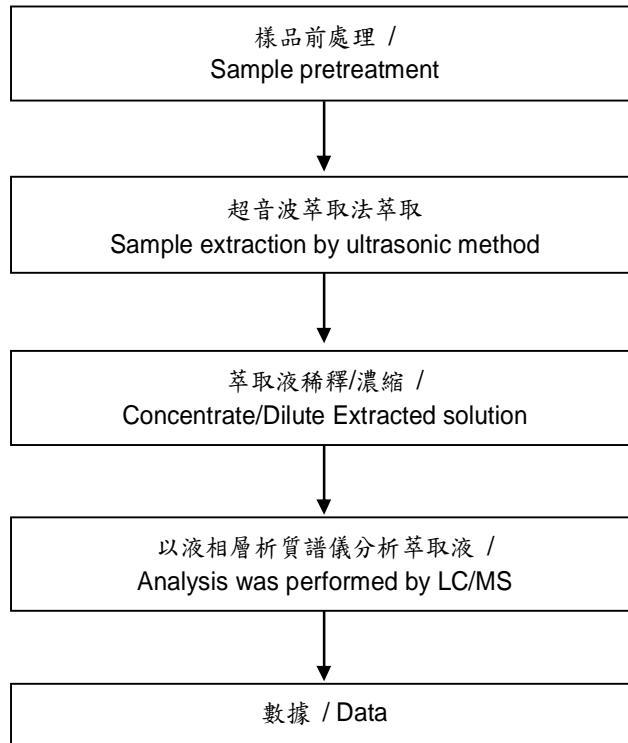 樣品前處理 /
Sample pretreatment
超音波萃取法萃取
Sample extraction by ultrasonic method
萃取液稀釋/濃縮 /
Concentrate/Dilute Extracted solution
以液相層析質譜儀分析萃取液 /
Analysis was performed by LC/MS
數據 / Data